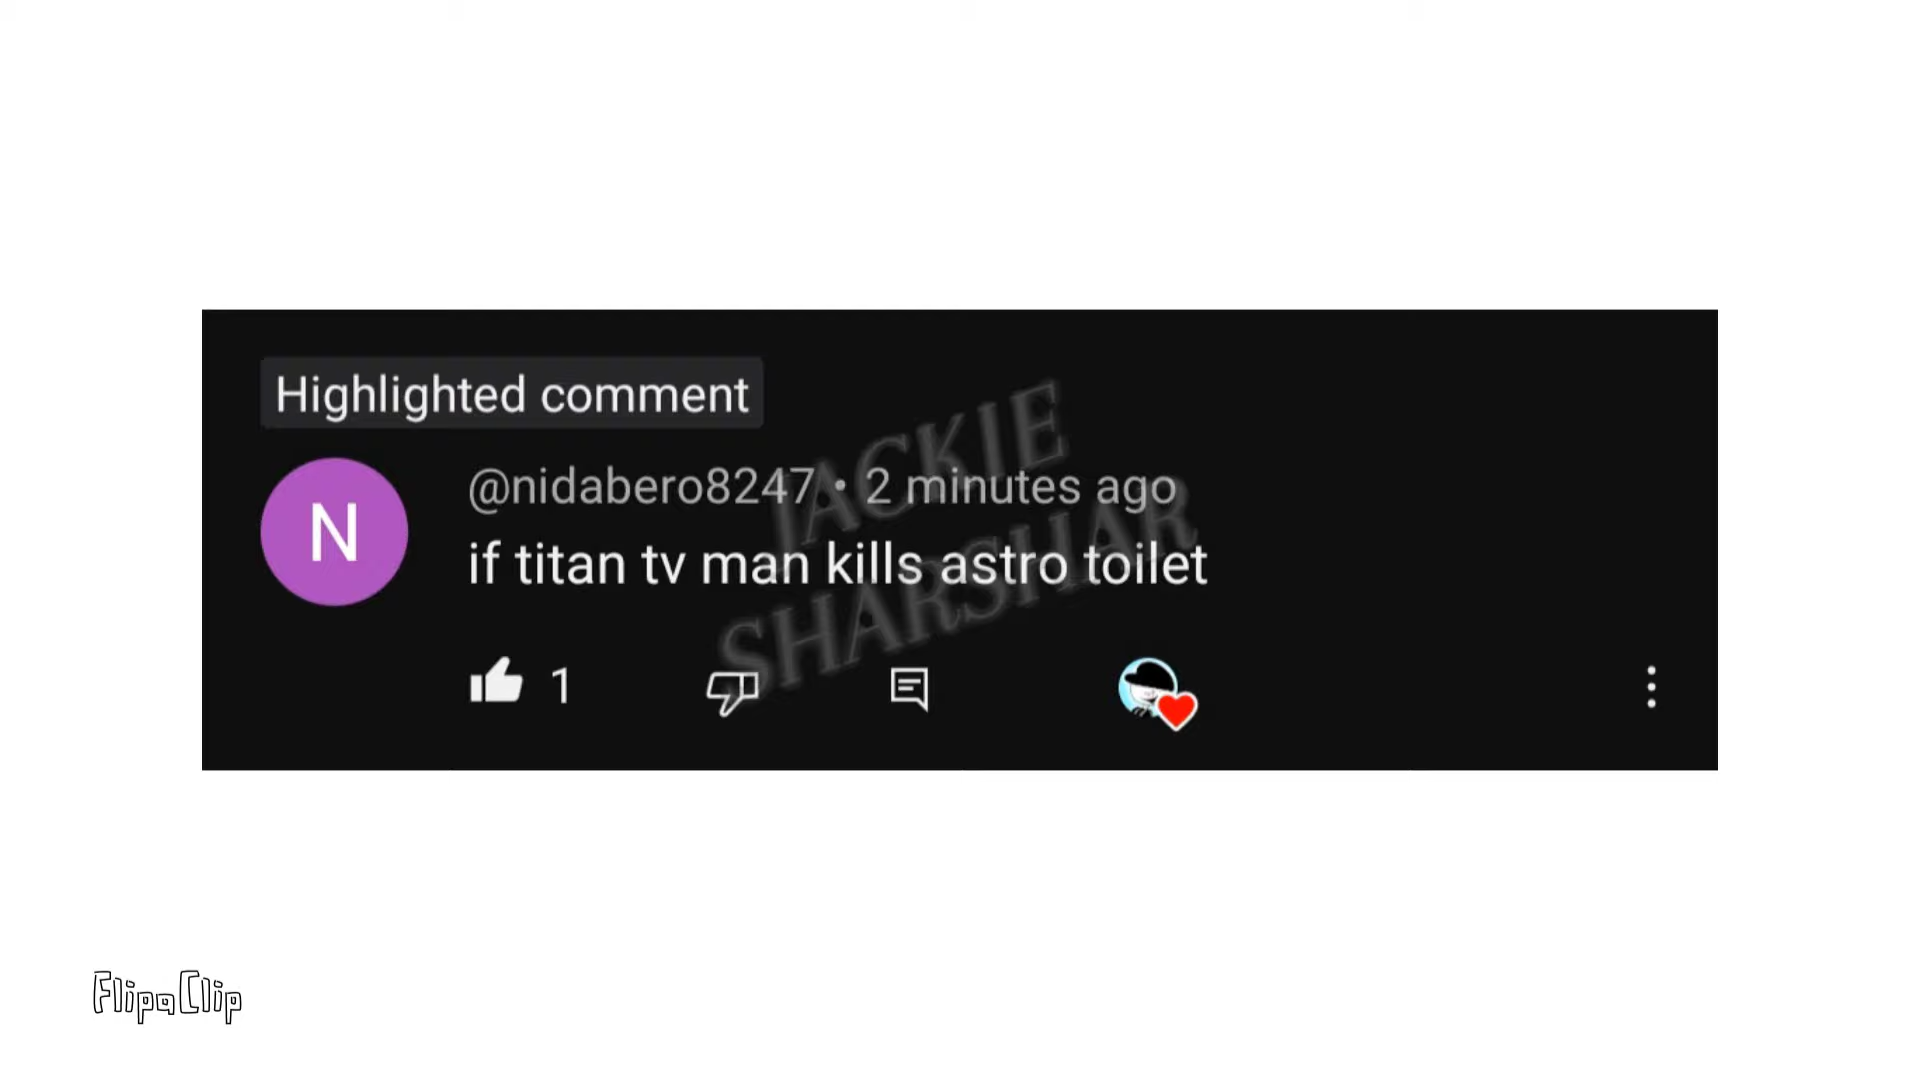 Highlighted comment
N
@nidabero8247 • 2 minutes ago
if titan tv man kills astro toilet
JACKIE
SHARSHAR
1
FlipaClip